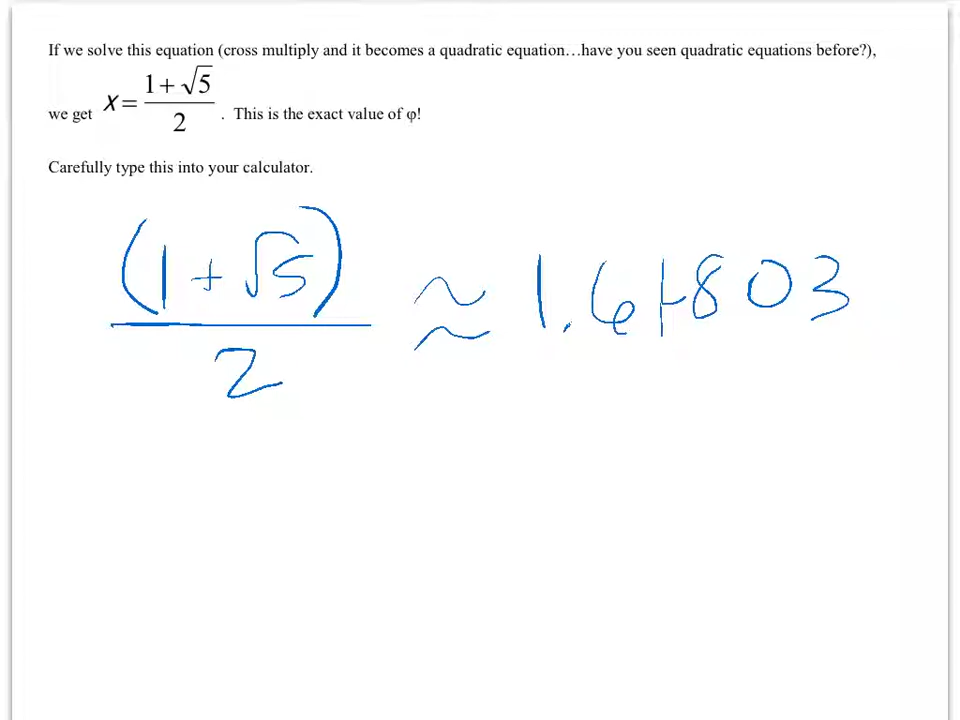 If we solve this equation (cross multiply and it becomes a quadratic equation…have you seen quadratic equations before?),
we get x = (1+√5)/2 . This is the exact value of φ!
Carefully type this into your calculator.
(1 + √5)/2 ≈ 1.61803